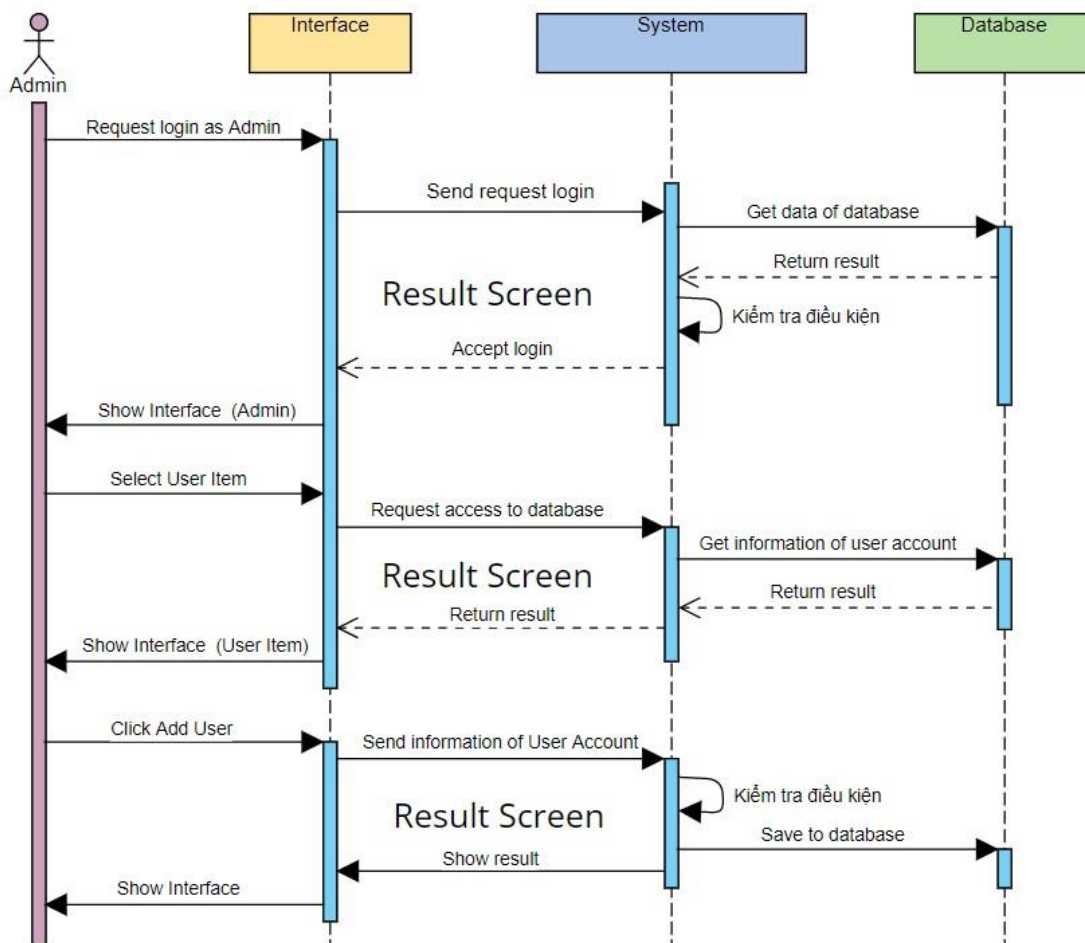 Interface
System
Database
Admin
Request login as Admin
Send request login
Get data of database
Return result
Result Screen
Kiểm tra điều kiện
Accept login
Show Interface (Admin)
Select User Item
Request access to database
Get information of user account
Result Screen
Return result
Return result
Show Interface (User Item)
Click Add User
Send information of User Account
Kiểm tra điều kiện
Result Screen
Save to database
Show result
Show Interface